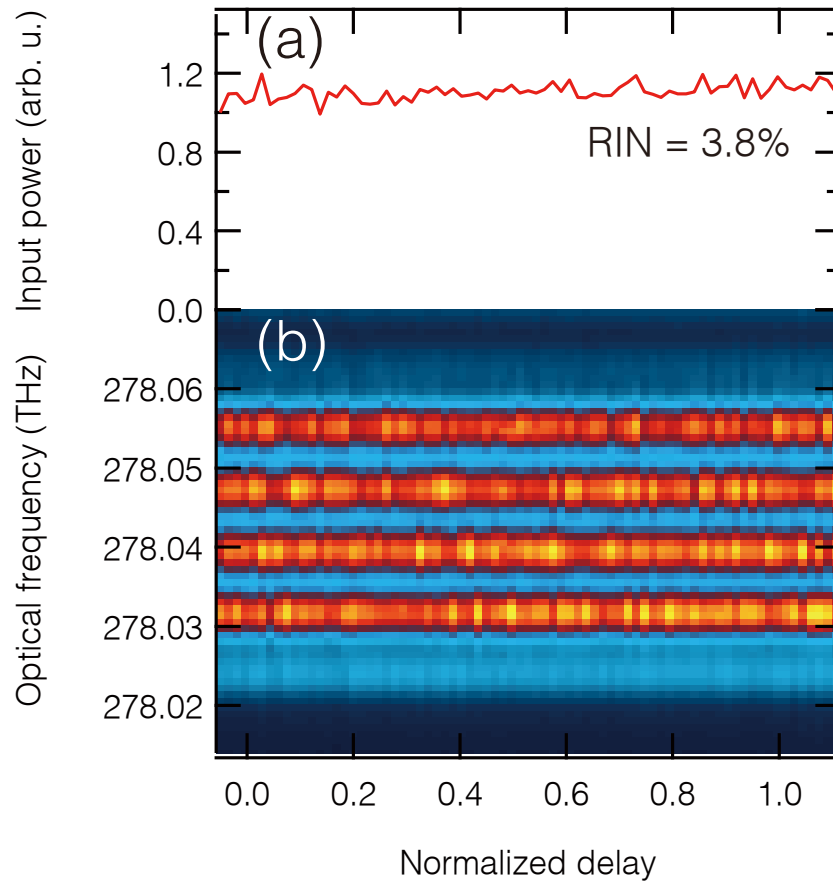 (a)
Input power (arb. u.)
1.2
0.8
0.4
0.0
RIN = 3.8%
(b)
Optical frequency (THz)
278.06
278.05
278.04
278.03
278.02
0.0 0.2 0.4 0.6 0.8 1.0
Normalized delay